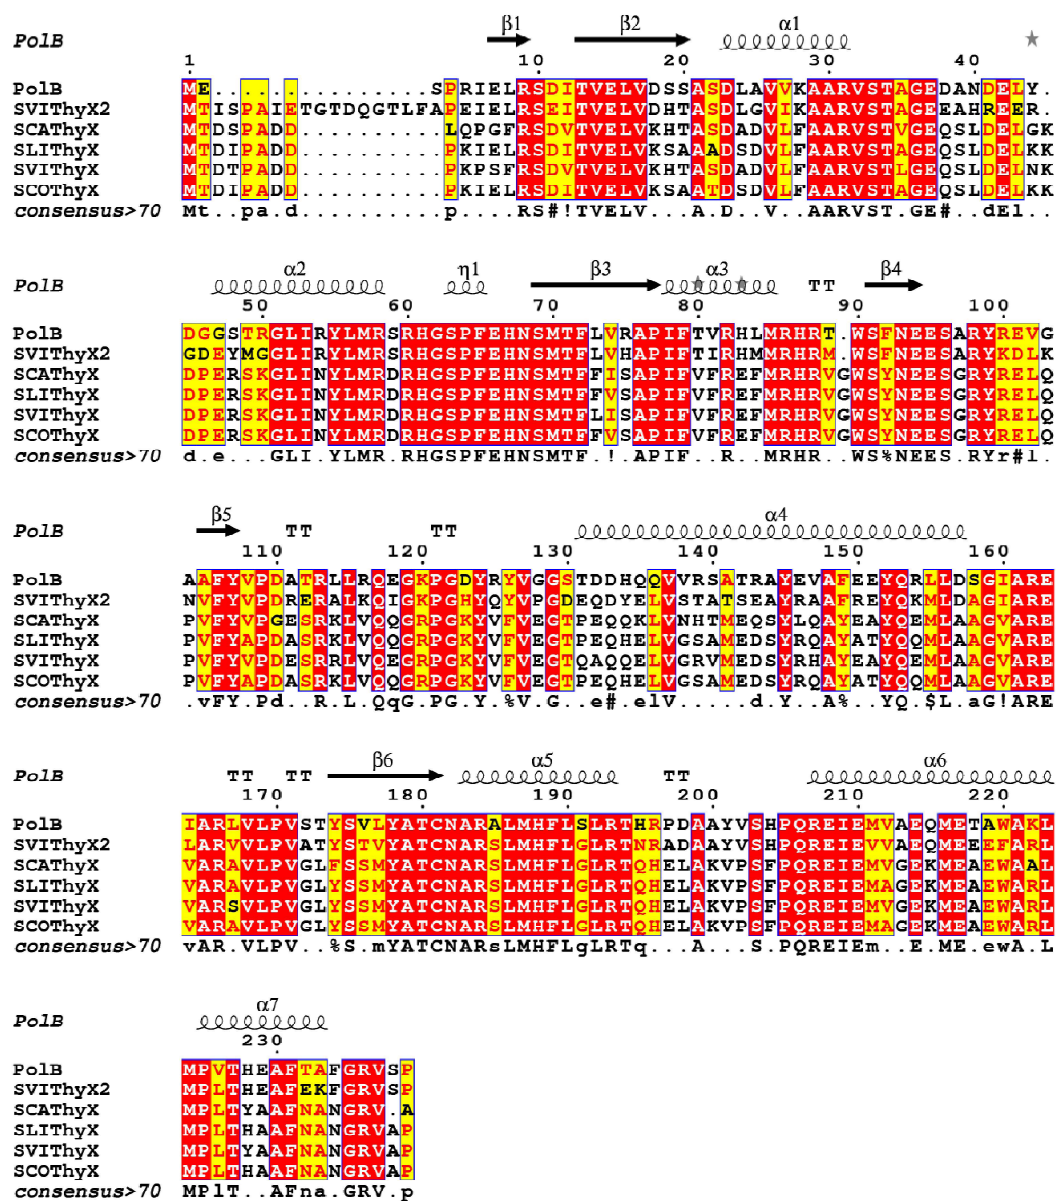 PolB β1 β2 α1
1 10 20 30 40
PolB ME...............SPRIELRSDITVELVDSSASDLAVVKAARVSTAGEDANDELY.
SVIThyX2 MTISPAIETGTDQGTLFAPEIELRSEITVELVDHTASDLGVIKAARVSTAGEEAHREER.
SCAThyX MTDSPADD..........LQPGFRSDVTVELVKHTASDADVLFAARVSTVGEQSLDELGK
SLIThyX MTDIPADD..........PKIELRSDITVELVKSAAADSDVLFAARVSTAGEQSLDELKK
SVIThyX MTDTPADD..........PKPSFRSDVTVELVKHTASDSDVLFAARVSTLGEQSLDELNK
SCOThyX MTDIPADD..........PKIELRSDITVELVKSAATDSDVLFAARVSTLGEQSLDELKK
consensus>70 Mt..pa.d..........p....RS#!TVELV...A.D..V..AARVST.GE#..dEl..
PolB α2 η1 β3 α3 TT β4
50 60 70 80 90 100
PolB DGGSTRGLIRYLMRSRHGSPFEHNSMTFLVRAPIFTVRHLMRHRT.WSFNEESARYREVG
SVIThyX2 GDEYMGGLIRYLMRSRHGSPFEHNSMTFLVHAPIFTIRHMMRHRM.WSFNEESARYKDLK
SCAThyX DPERSKGLINYLMRDRHGSPFEHNSMTFFISAPIFVFREFMRHRVGWSYNEESGRYRELQ
SLIThyX DPERSKGLINYLMRDRHGSPFEHNSMTFFVSAPIFVFREFMRHRVGWSYNEESGRYRELQ
SVIThyX DPERSKGLINYLMRDRHGSPFEHNSMTFLISAPIFVFREFMRHRVGWSYNEESGRYRELQ
SCOThyX DPERSKGLINYLMRDRHGSPFEHNSMTFFVSAPIFVFREFMRHRVGWSYNEESGRYRELQ
consensus>70 d.e...GLI.YLMR.RHGSPFEHNSMTF.!.APIF..R..MRHR..WS%NEES.RYr#l.
PolB β5 TT TT α4
110 120 130 140 150 160
PolB AAFYVPDATRLLRQEGKPGDYRYVGGSTDDHQQVVRSATRAYEVAFEEYQRLLDSGIARE
SVIThyX2 NVFYVPDRERALKQIGKPGHYQYVPGDEQDYELVSTATSEAYRAAFREYQKMLDAGIARE
SCAThyX PVFYVPGESRKLVQQGRPGKYVFVEGTPEQQKLVNHTMEQSYLQAYEAYQEMLAAGVARE
SLIThyX PVFYAPDASRKLVQQGRPGKYVFVEGTPEQHELVGSAMEDSYRQAYATYQQMLAAGVARE
SVIThyX PVFYVPDESRRLVQEGRPGKYVFVEGTQAQQELVGRVMEDSYRHAYEAYQEMLAAGVARE
SCOThyX PVFYAPDASRKLVQQGRPGKYVFVEGTPEQHELVGSAMEDSYRQAYATYQQMLAAGVARE
consensus>70 .vFY.Pd..R.L.QqG.PG.Y.%V.G..e#.elV.....d.Y..A%..YQ.$L.aG!ARE
PolB TT TT β6 α5 TT α6
170 180 190 200 210 220
PolB IARLVLPVSTYSVLYATCNARALMHFLSLRTHRPDAAYVSHPQREIEMVAEQMETAWAKL
SVIThyX2 LARVVLPVATYSTVYATCNARSLMHFLGLRTNRADAAYVSHPQREIEVVAEQMEEEFARL
SCAThyX VARAVLPVGLFSSMYATCNARSLMHFLGLRTQHELAKVPSFPQREIEMAGEKMEAEWAAL
SLIThyX VARAVLPVGLYSSMYATCNARSLMHFLGLRTQHELAKVPSFPQREIEMAGEKMEAEWARL
SVIThyX VARSVLPVGLYSSMYATCNARSLMHFLGLRTQHELAKVPSFPQREIEMVGEKMEAEWARL
SCOThyX VARAVLPVGLYSSMYATCNARSLMHFLGLRTQHELAKVPSFPQREIEMAGEKMEAEWARL
consensus>70 vAR.VLPV..%S.mYATCNARsLMHFLgLRTq...A...S.PQREIEm..E.ME.ewA.L
PolB α7
230
PolB MPVTHEAFTAFGRVSP
SVIThyX2 MPLTHEAFEKFGRVSP
SCAThyX MPLTYAAFNANGRV.A
SLIThyX MPLTHAAFNANGRVAP
SVIThyX MPLTYAAFNANGRVAP
SCOThyX MPLTHAAFNANGRVAP
consensus>70 MPlT..AFna.GRV.p